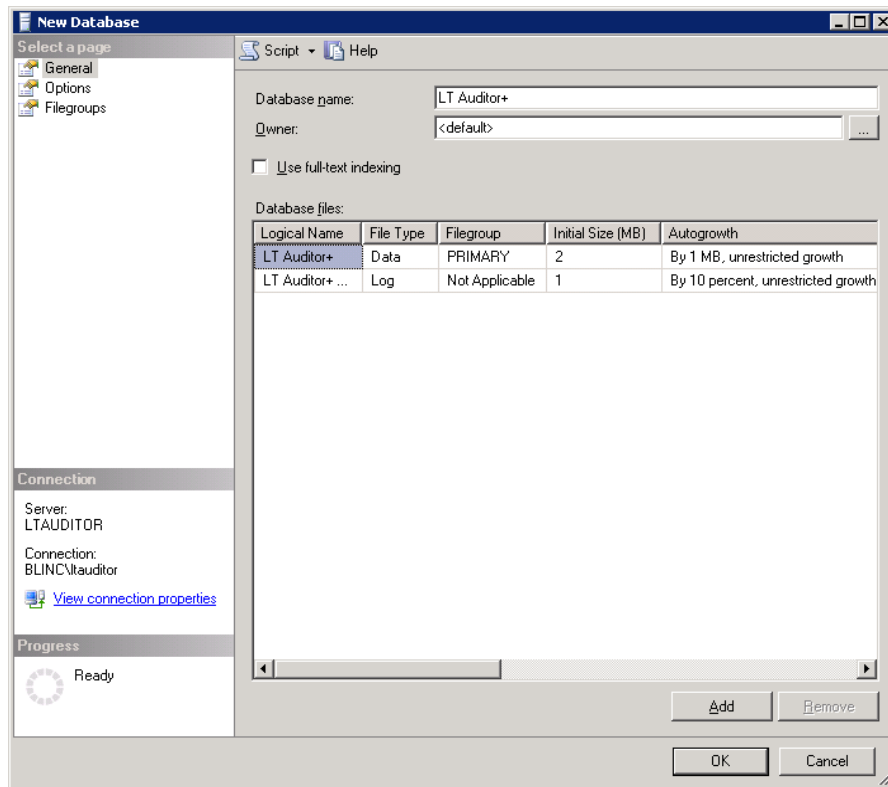 New Database
Select a page
General
Options
Filegroups
Script Help
Database name: LT Auditor+
Owner: <default> ...
Use full-text indexing
Database files:
Logical Name File Type Filegroup Initial Size (MB) Autogrowth
LT Auditor+ Data PRIMARY 2 By 1 MB, unrestricted growth
LT Auditor+ ... Log Not Applicable 1 By 10 percent, unrestricted growth
Connection
Server:
LTAUDITOR
Connection:
BLINC\ltauditor
View connection properties
Progress
Ready
Add Remove
OK Cancel